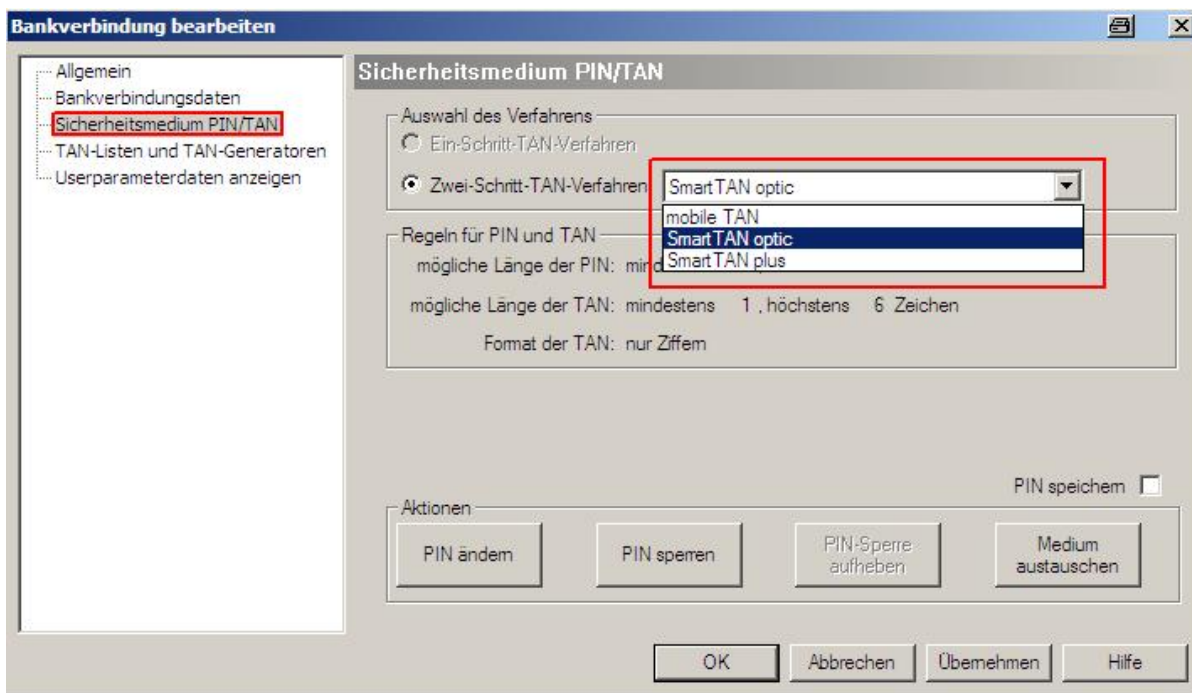 Bankverbindung bearbeiten
Allgemein
Bankverbindungsdaten
Sicherheitsmedium PIN/TAN
TAN-Listen und TAN-Generatoren
Userparameterdaten anzeigen
Sicherheitsmedium PIN/TAN
Auswahl des Verfahrens
Ein-Schritt-TAN-Verfahren
Zwei-Schritt-TAN-Verfahren SmartTAN optic
mobile TAN
SmartTAN optic
SmartTAN plus
Regeln für PIN und TAN
mögliche Länge der PIN:
mögliche Länge der TAN: mindestens 1 , höchstens 6 Zeichen
Format der TAN: nur Ziffern
PIN speichern
Aktionen
PIN ändern
PIN sperren
PIN-Sperre
aufheben
Medium
austauschen
OK Abbrechen Übernehmen Hilfe